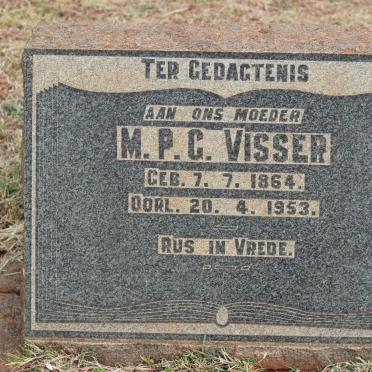 TER GEDAGTENIS
AAN ONS MOEDER
M. P. G. VISSER
GEB. 7. 7. 1864.
OORL. 20. 4. 1953.
RUS IN VREDE.